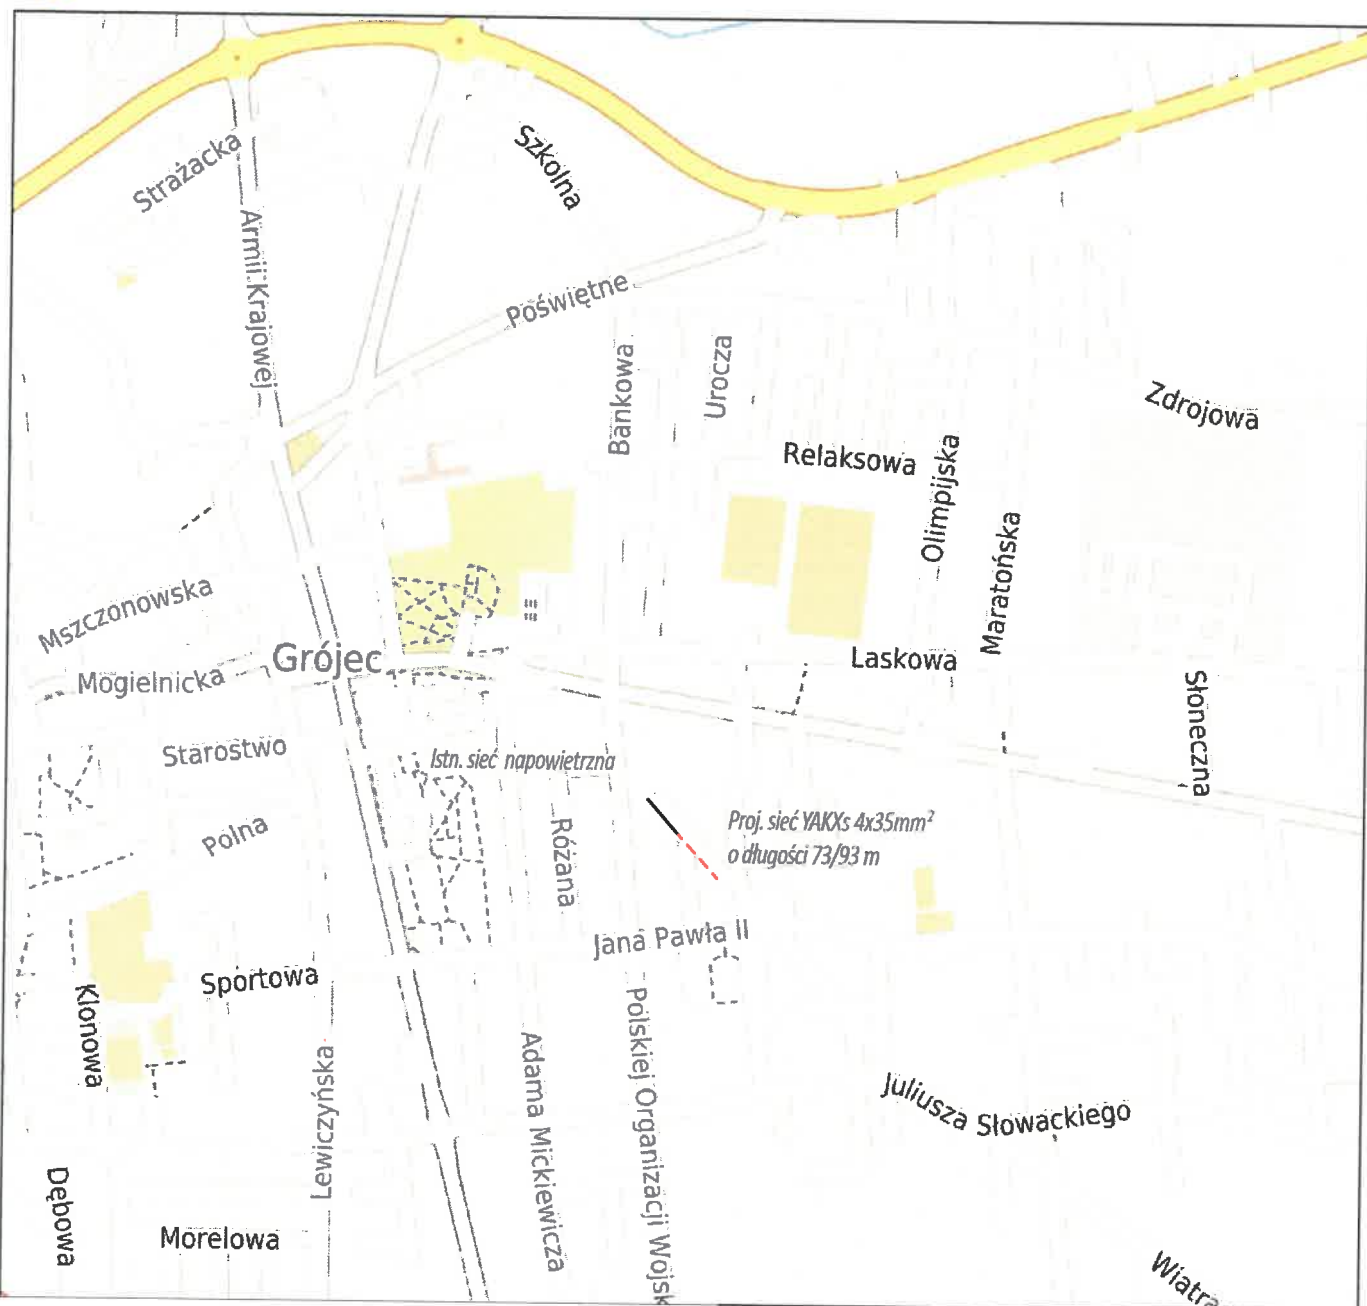 Strażacka
Szkolna
Armii Krajowej
Poświętne
Bankowa
Urocza
Zdrojowa
Relaksowa
Olimpijska
Maratońska
Mszczonowska
Grójec
Mogielnicka
Laskowa
Słoneczna
Starostwo
Istn. sieć napowietrzna
Polna
Różana
Proj. sieć YAKXs 4x35mm²
o długości 73/93 m
Jana Pawła II
Sportowa
Klonowa
Lewiczyńska
Adama Mickiewicza
Polskiej Organizacji Wojsk
Juliusza Słowackiego
Dębowa
Morelowa
Wiatra